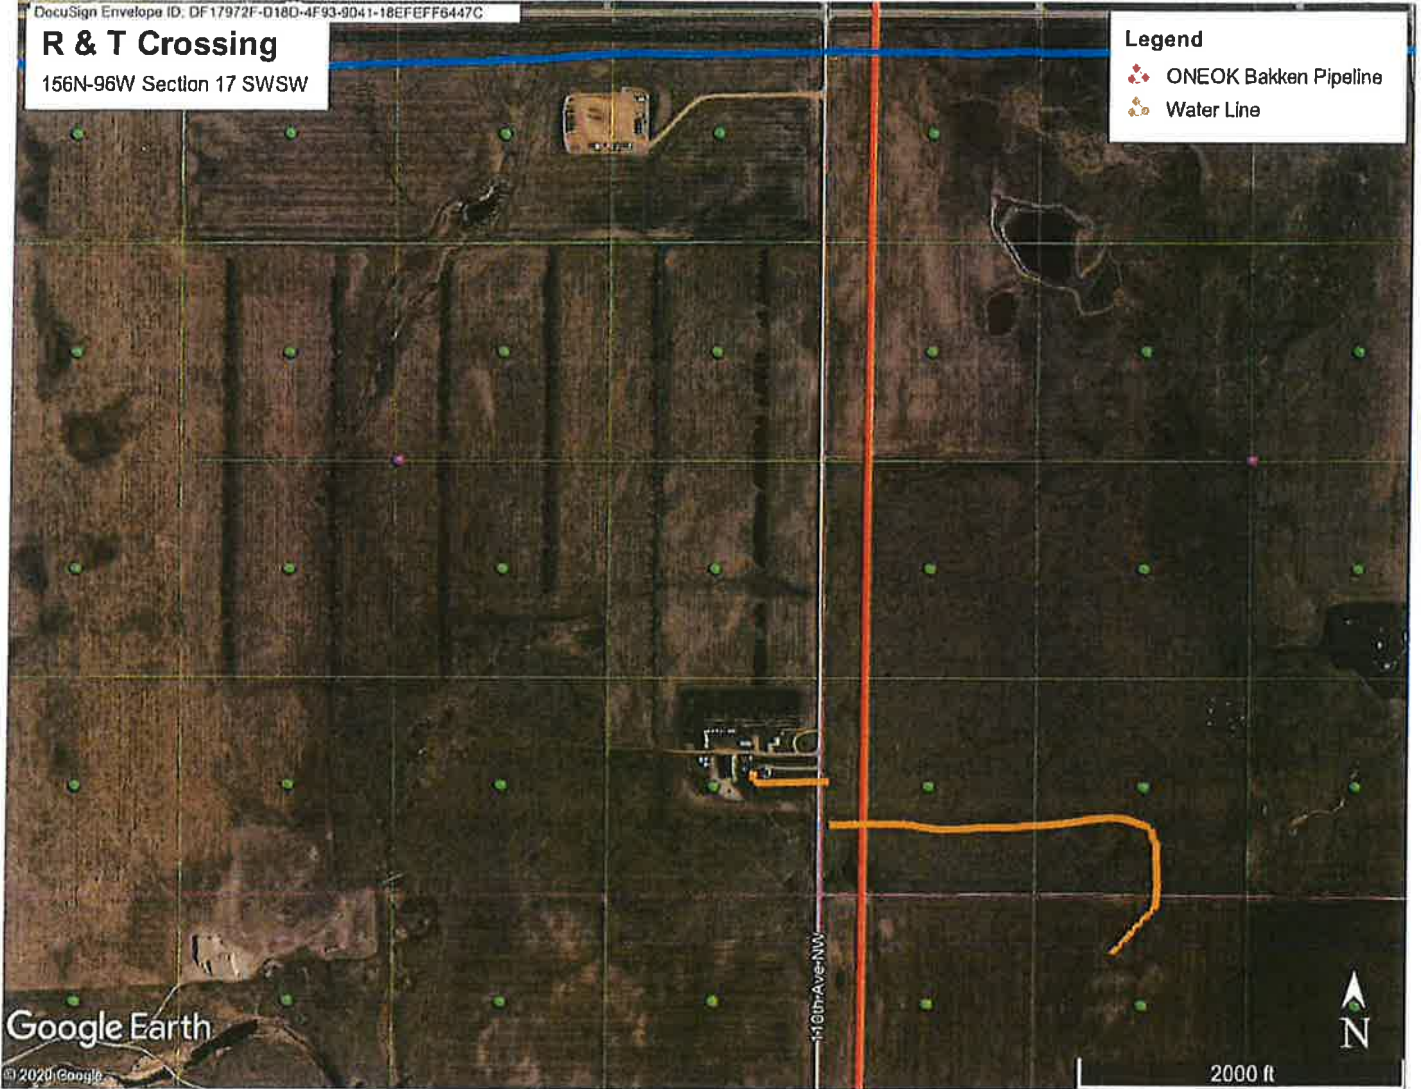 DocuSign Envelope ID: DF17972F-D18D-4F93-9041-18EFEFF6447C
R & T Crossing
156N-96W Section 17 SWSW
Legend
ONEOK Bakken Pipeline
Water Line
110th-Ave-NW
Google Earth
© 2020 Google
N
2000 ft